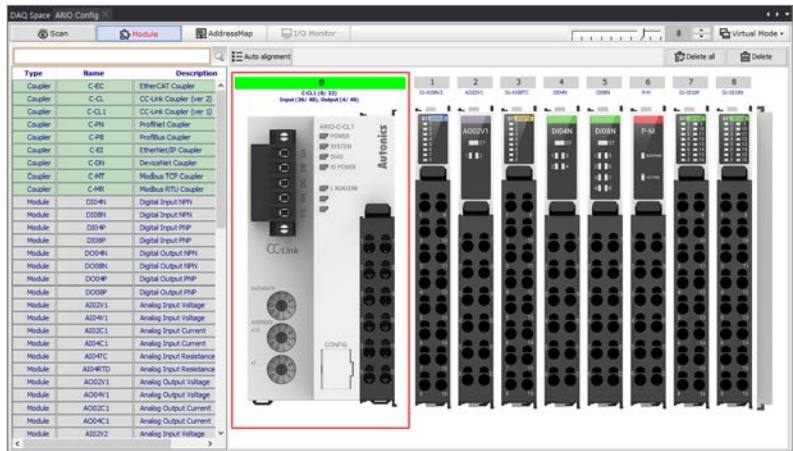 DAQ Space ARIO Config
Scan
Module
AddressMap
I/O Monitor
8
Virtual Mode
Auto alignment
Delete all
Delete
Type Name Description
Coupler C-EC EtherCAT Coupler
Coupler C-CL CC-Link Coupler (ver 2)
Coupler C-CL1 CC-Link Coupler (ver 1)
Coupler C-PN ProfiNet Coupler
Coupler C-PB ProfiBus Coupler
Coupler C-EI EtherNet/IP Coupler
Coupler C-DN DeviceNet Coupler
Coupler C-MT Modbus TCP Coupler
Coupler C-MR Modbus RTU Coupler
Module DI04N Digital Input NPN
Module DI08N Digital Input NPN
Module DI04P Digital Input PNP
Module DI08P Digital Input PNP
Module DO04N Digital Output NPN
Module DO08N Digital Output NPN
Module DO04P Digital Output PNP
Module DO08P Digital Output PNP
Module AI02V1 Analog Input Voltage
Module AI04V1 Analog Input Voltage
Module AI02C1 Analog Input Current
Module AI04C1 Analog Input Current
Module AI04TC Analog Input Resistance
Module AI04RTD Analog Input Resistance
Module AO02V1 Analog Output Voltage
Module AO04V1 Analog Output Voltage
Module AO02C1 Analog Output Current
Module AO04C1 Analog Output Current
Module AI02V2 Analog Input Voltage
0
C-CL1 (8/ 32)
Input (36/ 48), Output(4/ 48)
ARIO-C-CL1
POWER
SYSTEM
DIAG
IO POWER
L RUN/ERR
Autonics
CC-Link
BAUDRATE
ADDRESS
x10
x1
CONFIG
1 2 3 4 5 6 7 8
AO02V1 DI04N DI08N P-M
AO02V1 DI04N DI08N P-M